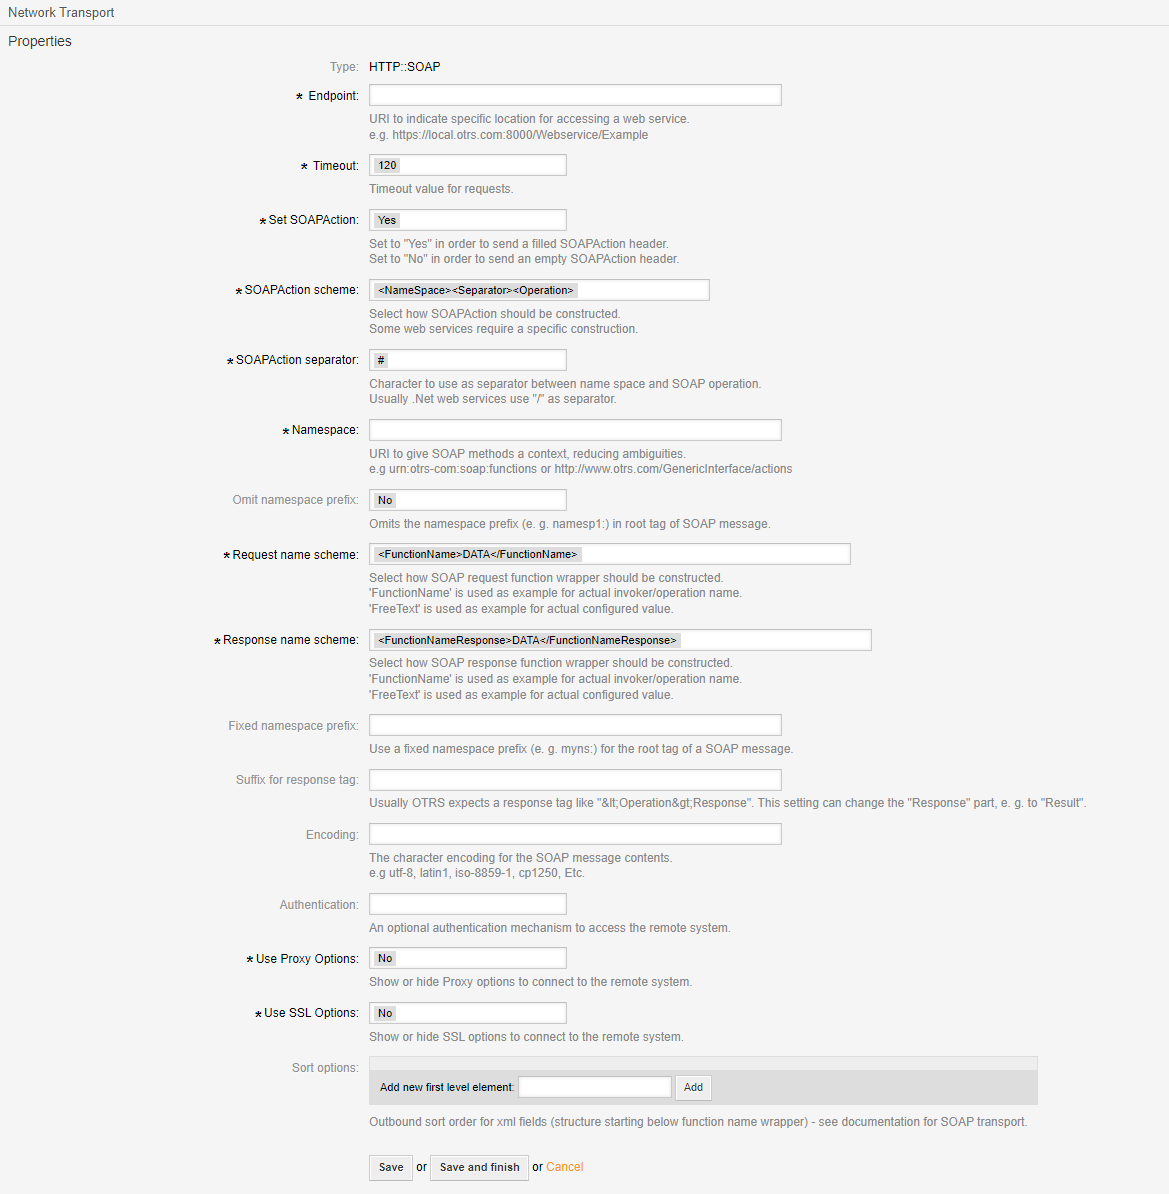 Network Transport
Properties
Type: HTTP::SOAP
* Endpoint:
URI to indicate specific location for accessing a web service.
e.g. https://local.otrs.com:8000/Webservice/Example
* Timeout: 120
Timeout value for requests.
* Set SOAPAction: Yes
Set to "Yes" in order to send a filled SOAPAction header.
Set to "No" in order to send an empty SOAPAction header.
* SOAPAction scheme: <NameSpace><Separator><Operation>
Select how SOAPAction should be constructed.
Some web services require a specific construction.
* SOAPAction separator: #
Character to use as separator between name space and SOAP operation.
Usually .Net web services use "/" as separator.
* Namespace:
URI to give SOAP methods a context, reducing ambiguities.
e.g urn:otrs-com:soap:functions or http://www.otrs.com/GenericInterface/actions
Omit namespace prefix: No
Omits the namespace prefix (e. g. namesp1:) in root tag of SOAP message.
* Request name scheme: <FunctionName>DATA</FunctionName>
Select how SOAP request function wrapper should be constructed.
'FunctionName' is used as example for actual invoker/operation name.
'FreeText' is used as example for actual configured value.
* Response name scheme: <FunctionNameResponse>DATA</FunctionNameResponse>
Select how SOAP response function wrapper should be constructed.
'FunctionName' is used as example for actual invoker/operation name.
'FreeText' is used as example for actual configured value.
Fixed namespace prefix:
Use a fixed namespace prefix (e. g. myns:) for the root tag of a SOAP message.
Suffix for response tag:
Usually OTRS expects a response tag like "&lt;Operation&gt;Response". This setting can change the "Response" part, e. g. to "Result".
Encoding:
The character encoding for the SOAP message contents.
e.g utf-8, latin1, iso-8859-1, cp1250, Etc.
Authentication:
An optional authentication mechanism to access the remote system.
* Use Proxy Options: No
Show or hide Proxy options to connect to the remote system.
* Use SSL Options: No
Show or hide SSL options to connect to the remote system.
Sort options:
Add new first level element: Add
Outbound sort order for xml fields (structure starting below function name wrapper) - see documentation for SOAP transport.
Save or Save and finish or Cancel